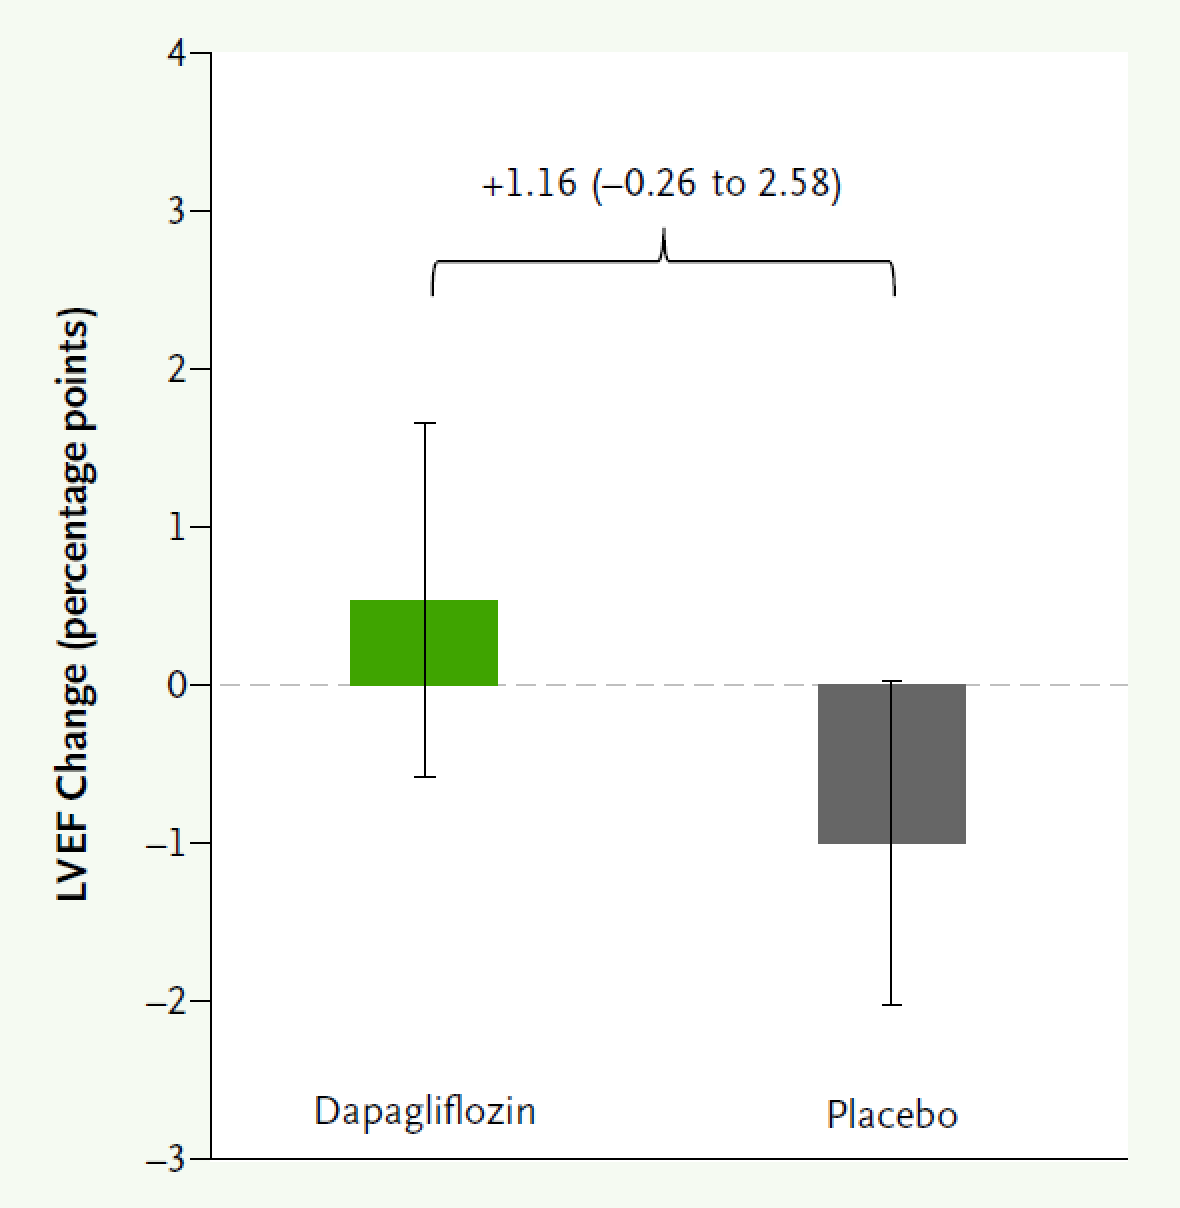 LVEF Change (percentage points)
4
3
2
1
0
–1
–2
–3
+1.16 (–0.26 to 2.58)
Dapagliflozin
Placebo